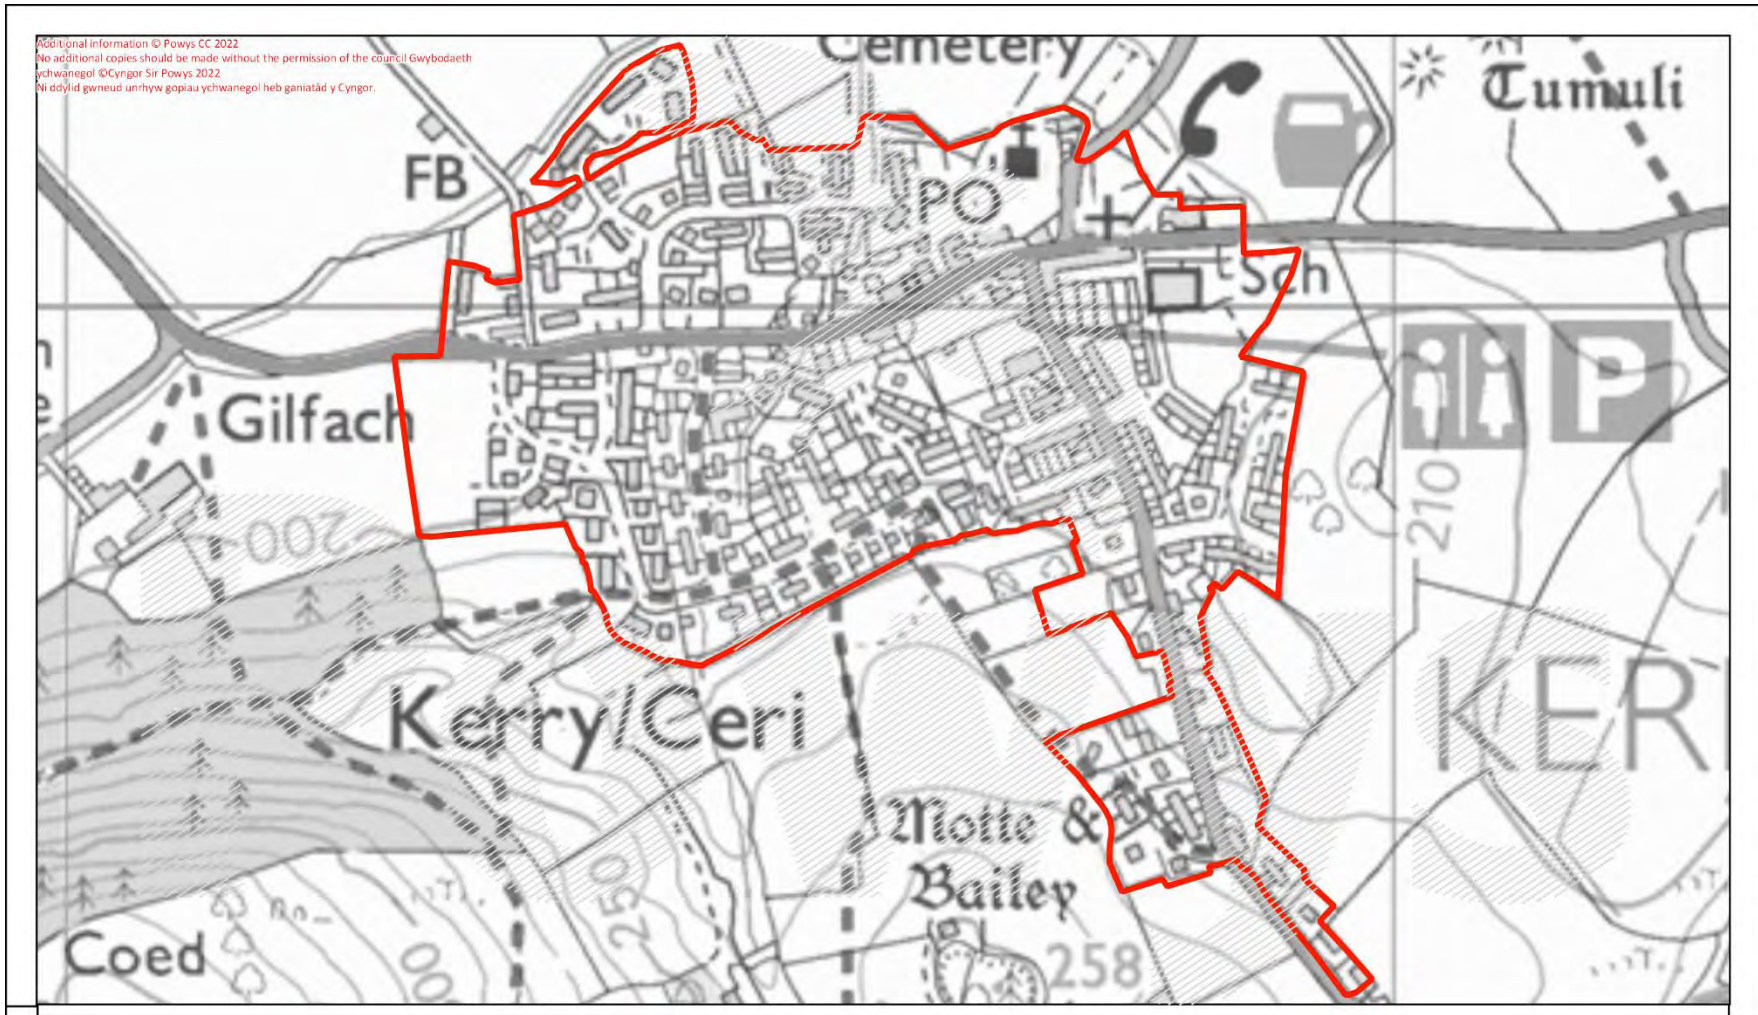 Additional information © Powys CC 2022
No additional copies should be made without the permission of the council Gwybodaeth
ychwanegol ©Cyngor Sir Powys 2022
Ni ddylid gwneud unrhyw gopiau ychwanegol heb ganiatâd y Cyngor.
Cemetery
Tumuli
FB
PO
Sch
Gilfach
P
200
210
Kerry/Ceri
KER
Motte &
Bailey
250
258
Coed